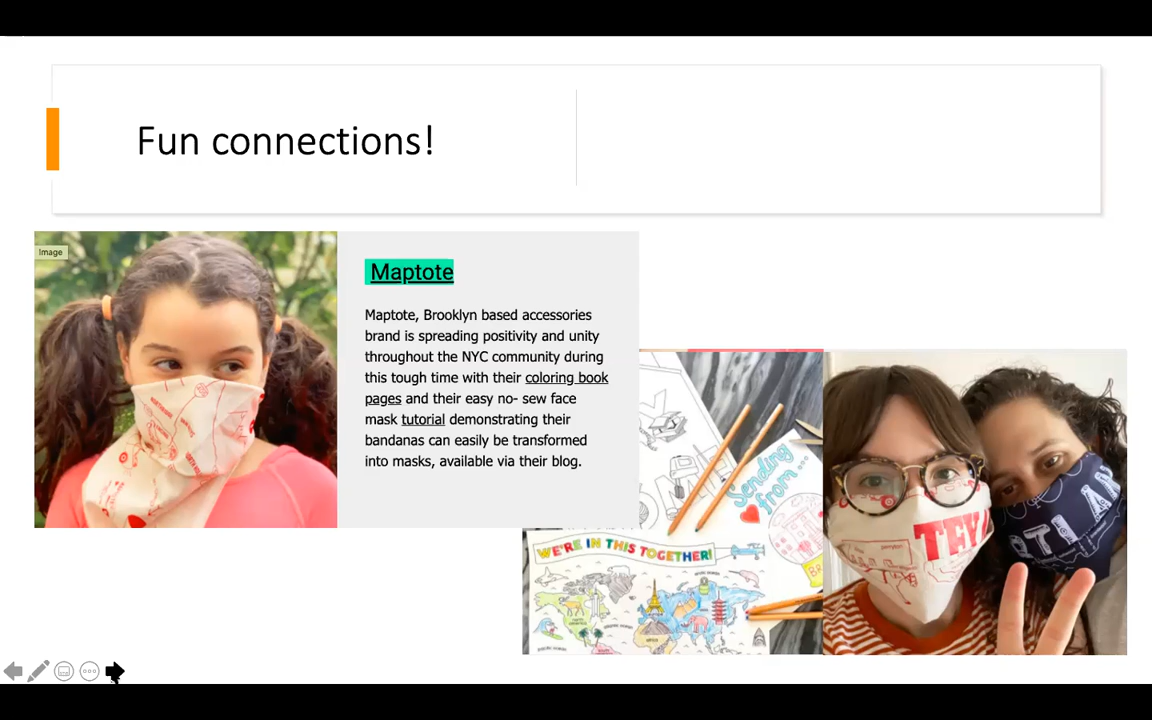 Fun connections!
Image
Maptote
Maptote, Brooklyn based accessories
brand is spreading positivity and unity
throughout the NYC community during
this tough time with their coloring book
pages and their easy no- sew face
mask tutorial demonstrating their
bandanas can easily be transformed
into masks, available via their blog.
Sending
from
WE'RE IN THIS TOGETHER!